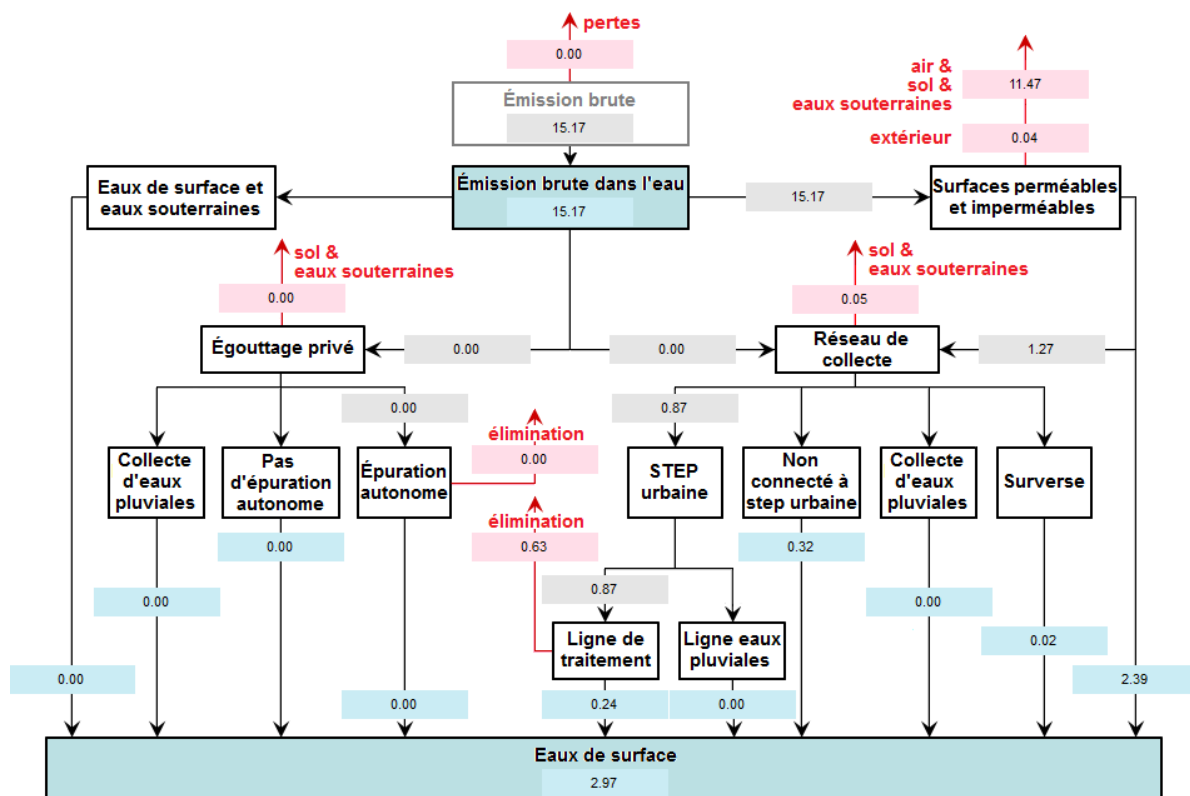 pertes
0.00
Émission brute
15.17
air &
sol &
eaux souterraines
11.47
extérieur
0.04
Eaux de surface et
eaux souterraines
Émission brute dans l'eau
15.17
15.17
Surfaces perméables
et imperméables
sol &
eaux souterraines
0.00
sol &
eaux souterraines
0.05
Égouttage privé
0.00
0.00
Réseau de
collecte
1.27
0.00
0.87
élimination
0.00
Collecte
d'eaux
pluviales
Pas
d'épuration
autonome
Épuration
autonome
STEP
urbaine
Non
connecté à
step urbaine
Collecte
d'eaux
pluviales
Surverse
élimination
0.63
0.00
0.32
0.87
0.00
0.00
Ligne de
traitement
Ligne eaux
pluviales
0.02
0.00
0.00
0.24
0.00
2.39
Eaux de surface
2.97